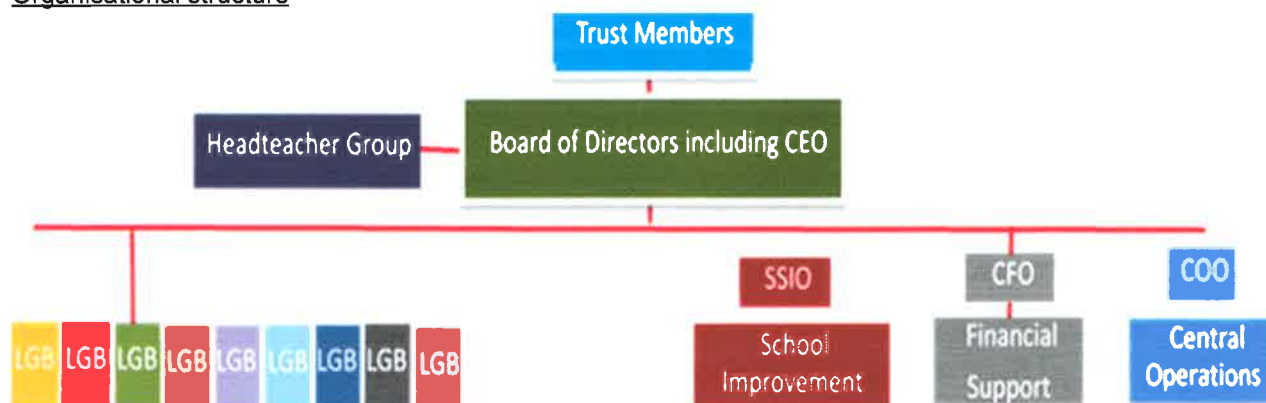 Organisational structure
Trust Members
Headteacher Group
Board of Directors including CEO
SSIO
CFO
COO
LGB
LGB
LGB
LGB
LGB
LGB
LGB
LGB
LGB
School
Improvement
Financial
Support
Central
Operations